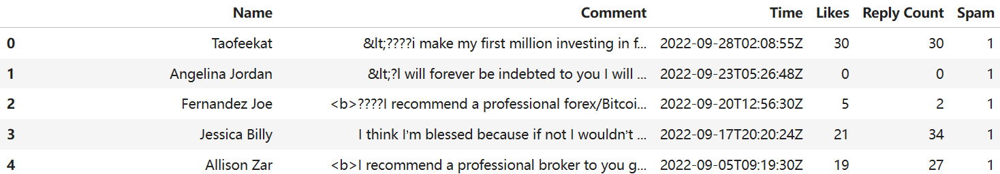 Name Comment Time Likes Reply Count Spam
0 Taofeekat &lt;????i make my first million investing in f... 2022-09-28T02:08:55Z 30 30 1
1 Angelina Jordan &lt;?I will forever be indebted to you I will ... 2022-09-23T05:26:48Z 0 0 1
2 Fernandez Joe <b>????I recommend a professional forex/Bitcoi... 2022-09-20T12:56:30Z 5 2 1
3 Jessica Billy I think I’m blessed because if not I wouldn’t ... 2022-09-17T20:20:24Z 21 34 1
4 Allison Zar <b>I recommend a professional broker to you g... 2022-09-05T09:19:30Z 19 27 1